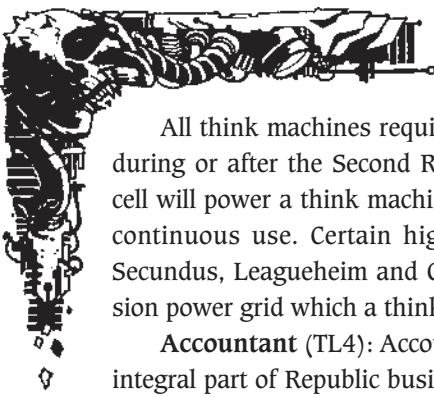 All think machines requi
during or after the Second R
cell will power a think machi
continuous use. Certain hig
Secundus, Leagueheim and
sion power grid which a think
Accountant (TL4): Accou
integral part of Republic busi